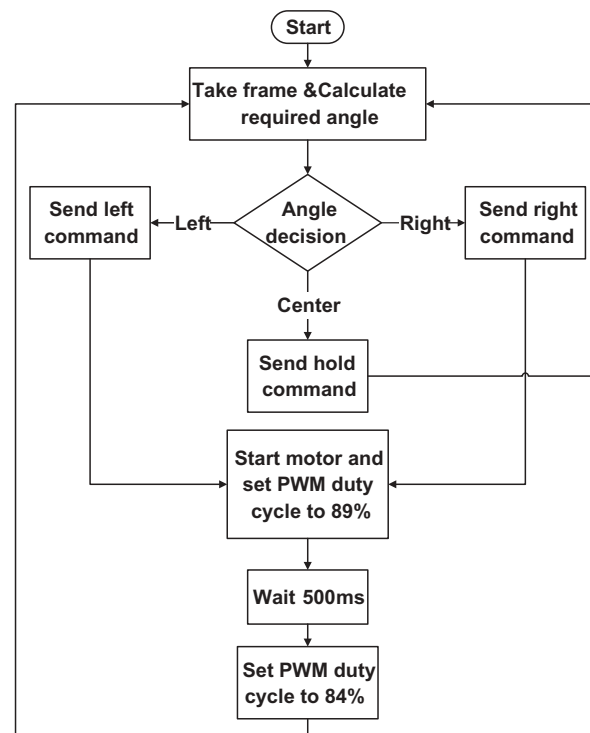 Start
Take frame &Calculate
required angle
Send left
command
Left
Angle
decision
Right
Send right
command
Center
Send hold
command
Start motor and
set PWM duty
cycle to 89%
Wait 500ms
Set PWM duty
cycle to 84%